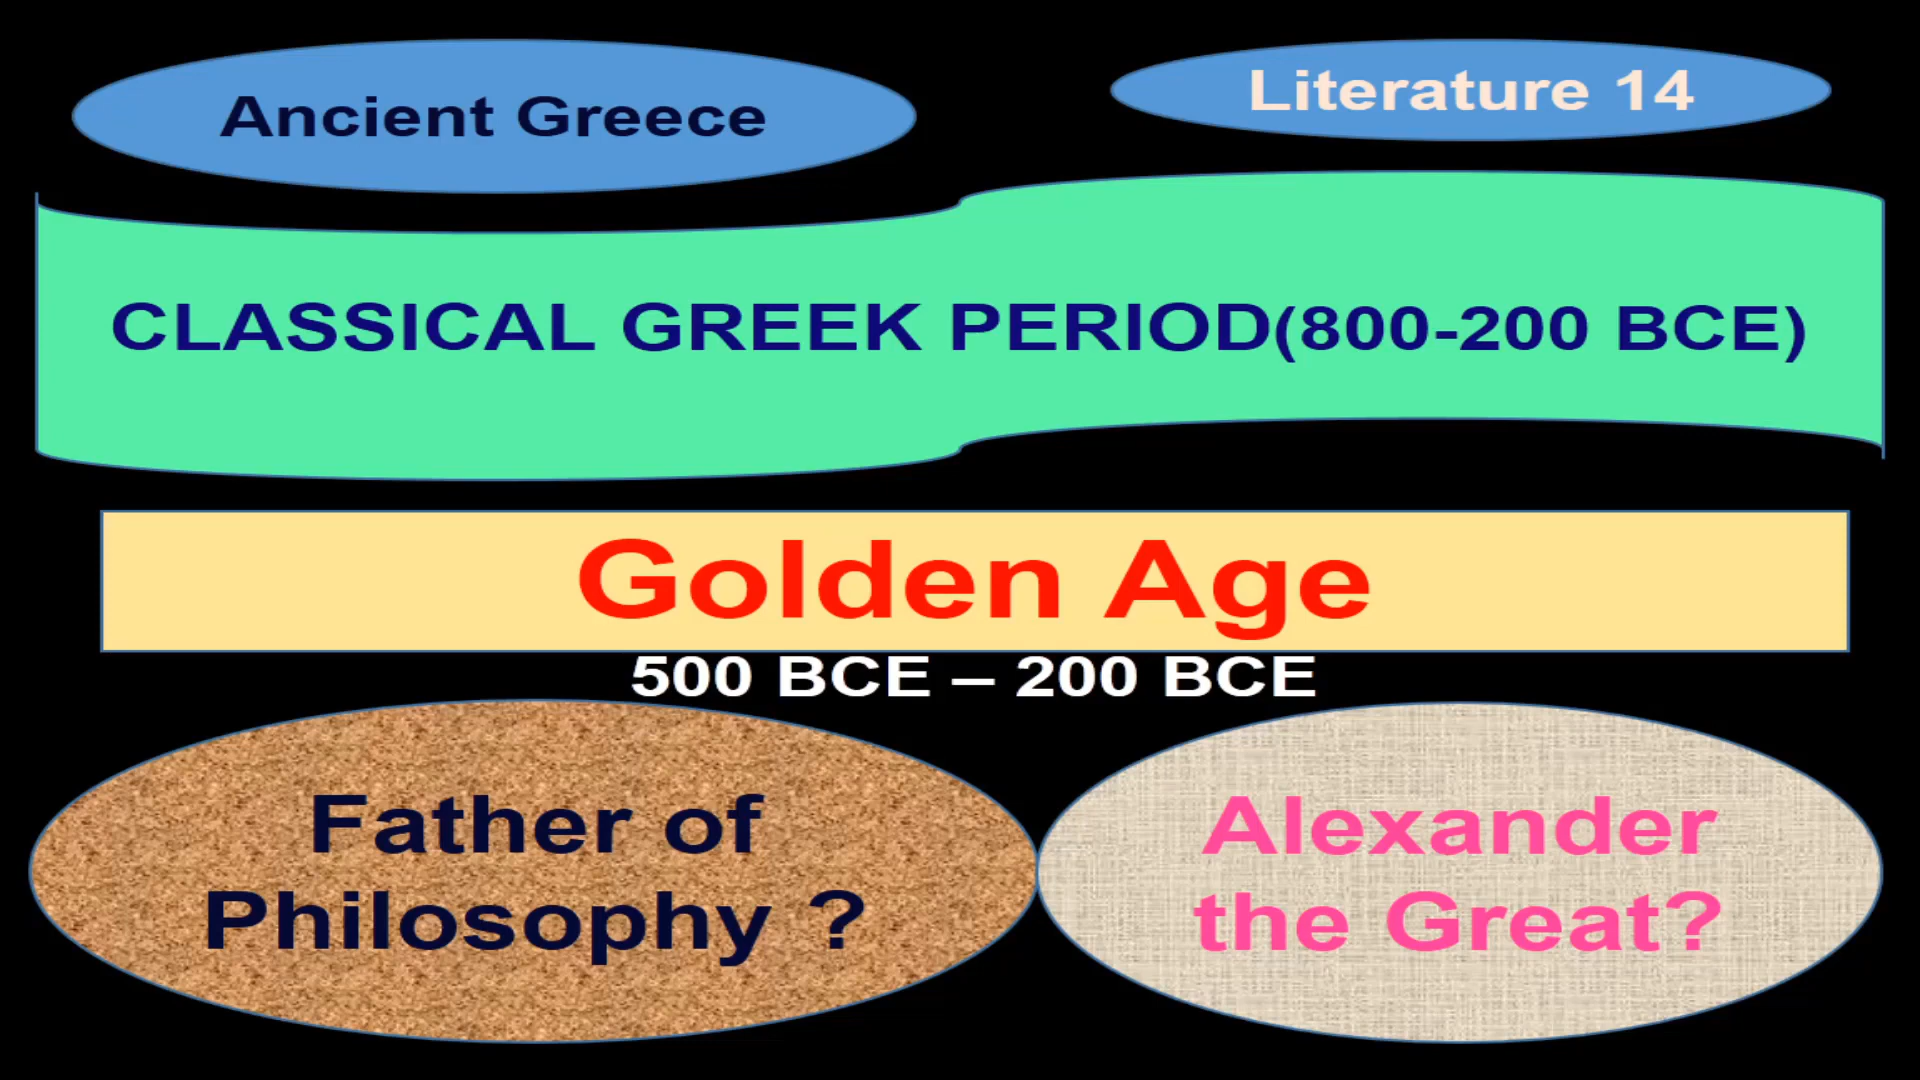 Ancient Greece
Literature 14
CLASSICAL GREEK PERIOD(800-200 BCE)
Golden Age
500 BCE – 200 BCE
Father of
Philosophy ?
Alexander
the Great?